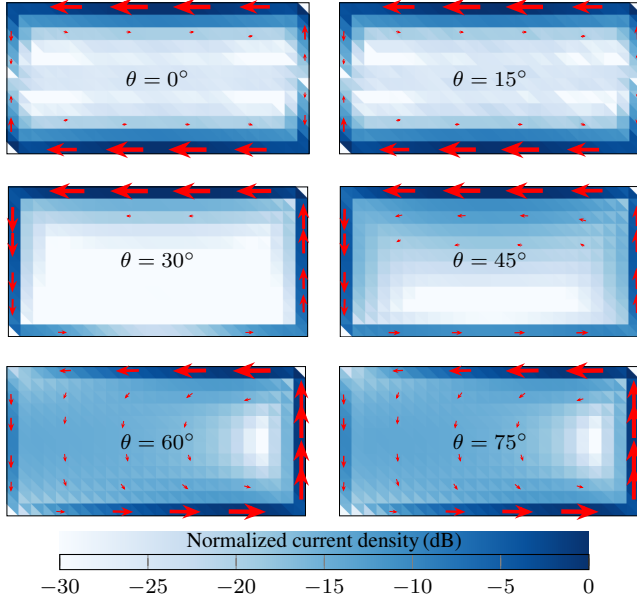 θ = 0°
θ = 15°
θ = 30°
θ = 45°
θ = 60°
θ = 75°
Normalized current density (dB)
−30 −25 −20 −15 −10 −5 0